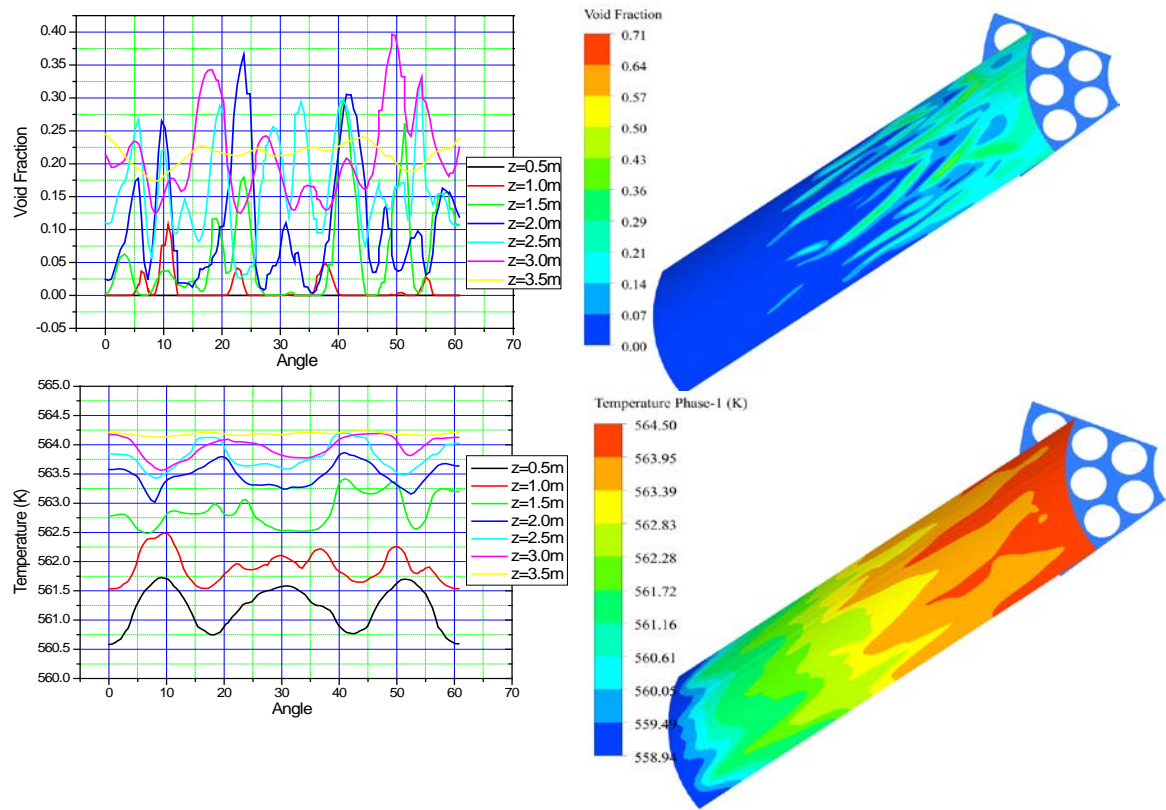 0.40
0.35
0.30
0.25
0.20
0.15
0.10
0.05
0.00
-0.05
Void Fraction
0 10 20 30 40 50 60 70
Angle
z=0.5m
z=1.0m
z=1.5m
z=2.0m
z=2.5m
z=3.0m
z=3.5m
Void Fraction
0.71
0.64
0.57
0.50
0.43
0.36
0.29
0.21
0.14
0.07
0.00
565.0
564.5
564.0
563.5
563.0
562.5
562.0
561.5
561.0
560.5
560.0
Temperature (K)
0 10 20 30 40 50 60 70
Angle
z=0.5m
z=1.0m
z=1.5m
z=2.0m
z=2.5m
z=3.0m
z=3.5m
Temperature Phase-1 (K)
564.50
563.95
563.39
562.83
562.28
561.72
561.16
560.61
560.05
559.49
558.94